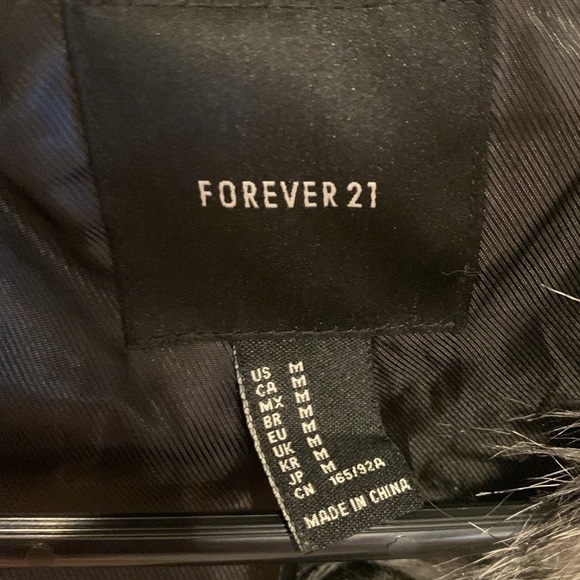 FOREVER 21
US M
CA M
MX M
BR M
EU M
UK M
KR M
JP M
CN 165/92A
MADE IN CHINA